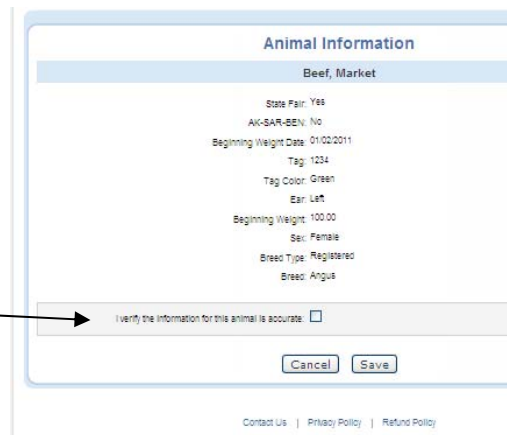 Animal Information
Beef, Market
State Fair: Yes
AK-SAR-BEN: No
Beginning Weight Date: 01/02/2011
Tag: 1234
Tag Color: Green
Ear: Left
Beginning Weight: 100.00
Sex: Female
Breed Type: Registered
Breed: Angus
I verify the information for this animal is accurate:
Cancel Save
Contact Us | Privacy Policy | Refund Policy